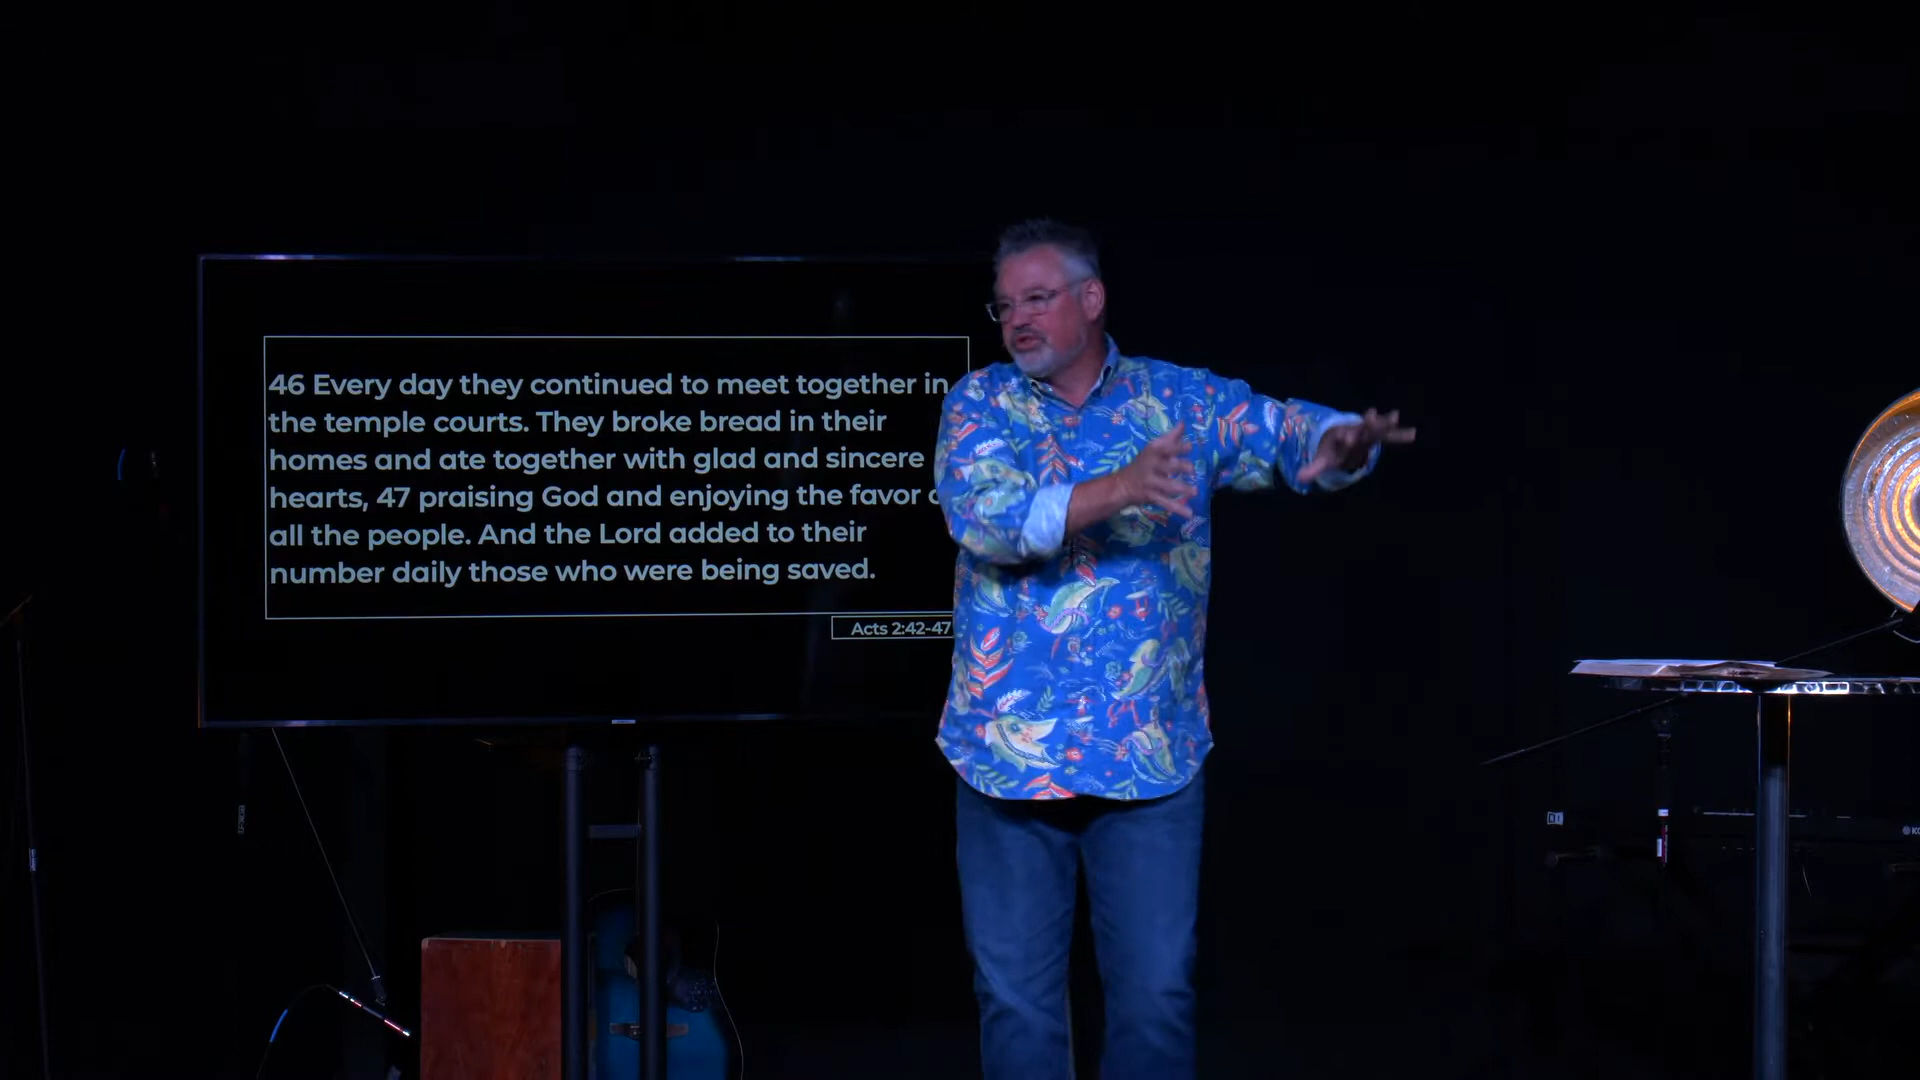 46 Every day they continued to meet together in
the temple courts. They broke bread in their
homes and ate together with glad and sincere
hearts, 47 praising God and enjoying the favor
all the people. And the Lord added to their
number daily those who were being saved.
Acts 2:42-47